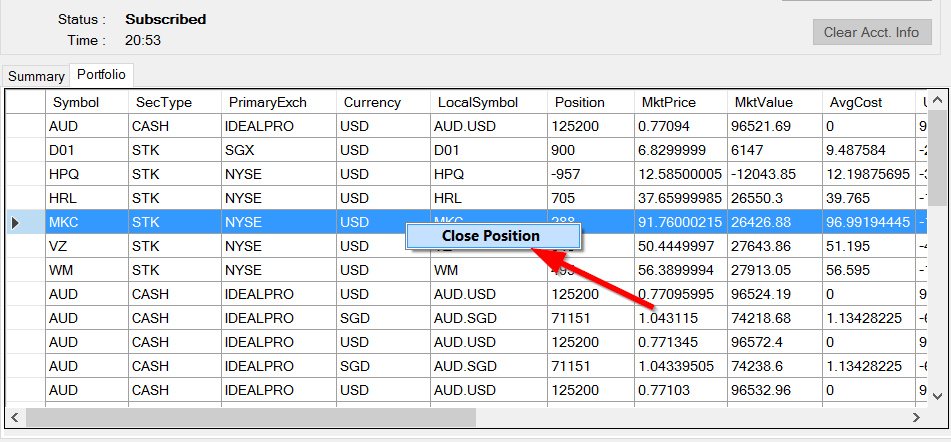 Status : Subscribed
Time : 20:53
Clear Acct. Info
Summary Portfolio
Symbol SecType PrimaryExch Currency LocalSymbol Position MktPrice MktValue AvgCost
AUD CASH IDEALPRO USD AUD.USD 125200 0.77094 96521.69 0 9
D01 STK SGX USD D01 900 6.8299999 6147 9.487584 -2
HPQ STK NYSE USD HPQ -957 12.58500005 -12043.85 12.19875695 -3
HRL STK NYSE USD HRL 705 37.65999985 26550.3 39.765 -1
MKC STK NYSE USD MKC 288 91.76000215 26426.88 96.99194445
Close Position
VZ STK NYSE USD 50.4449997 27643.86 51.195 -4
WM STK NYSE USD WM 495 56.3899994 27913.05 56.595 -1
AUD CASH IDEALPRO USD AUD.USD 125200 0.77095995 96524.19 0 9
AUD CASH IDEALPRO SGD AUD.SGD 71151 1.043115 74218.68 1.13428225 -6
AUD CASH IDEALPRO USD AUD.USD 125200 0.771345 96572.4 0 9
AUD CASH IDEALPRO SGD AUD.SGD 71151 1.04339505 74238.6 1.13428225 -6
AUD CASH IDEALPRO USD AUD.USD 125200 0.77103 96532.96 0 9